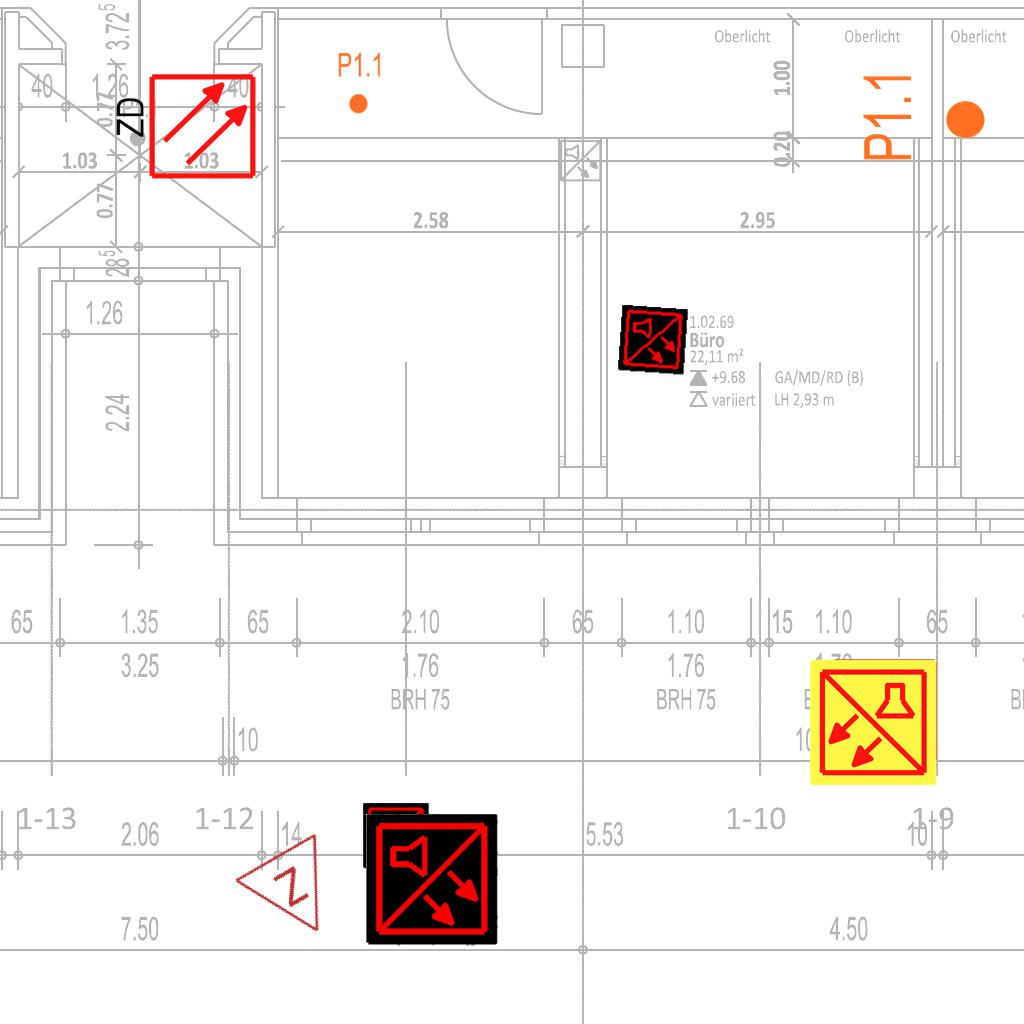 3.72⁵
40
1.26
40
0.77
ZD
1.03
1.03
0.77
28⁵
P1.1
Oberlicht
Oberlicht
Oberlicht
1.00
0.20
P1.1
2.58
2.95
1.26
2.24
1.02.69
Büro
22,11 m²
+9.68
GA/MD/RD (B)
variiert
LH 2,93 m
65
1.35
65
2.10
65
1.10
15
1.10
65
3.25
1.76
1.76
BRH 75
BRH 75
10
10
1-13
1-12
1-10
1-9
2.06
14
5.53
10
Z
7.50
4.50